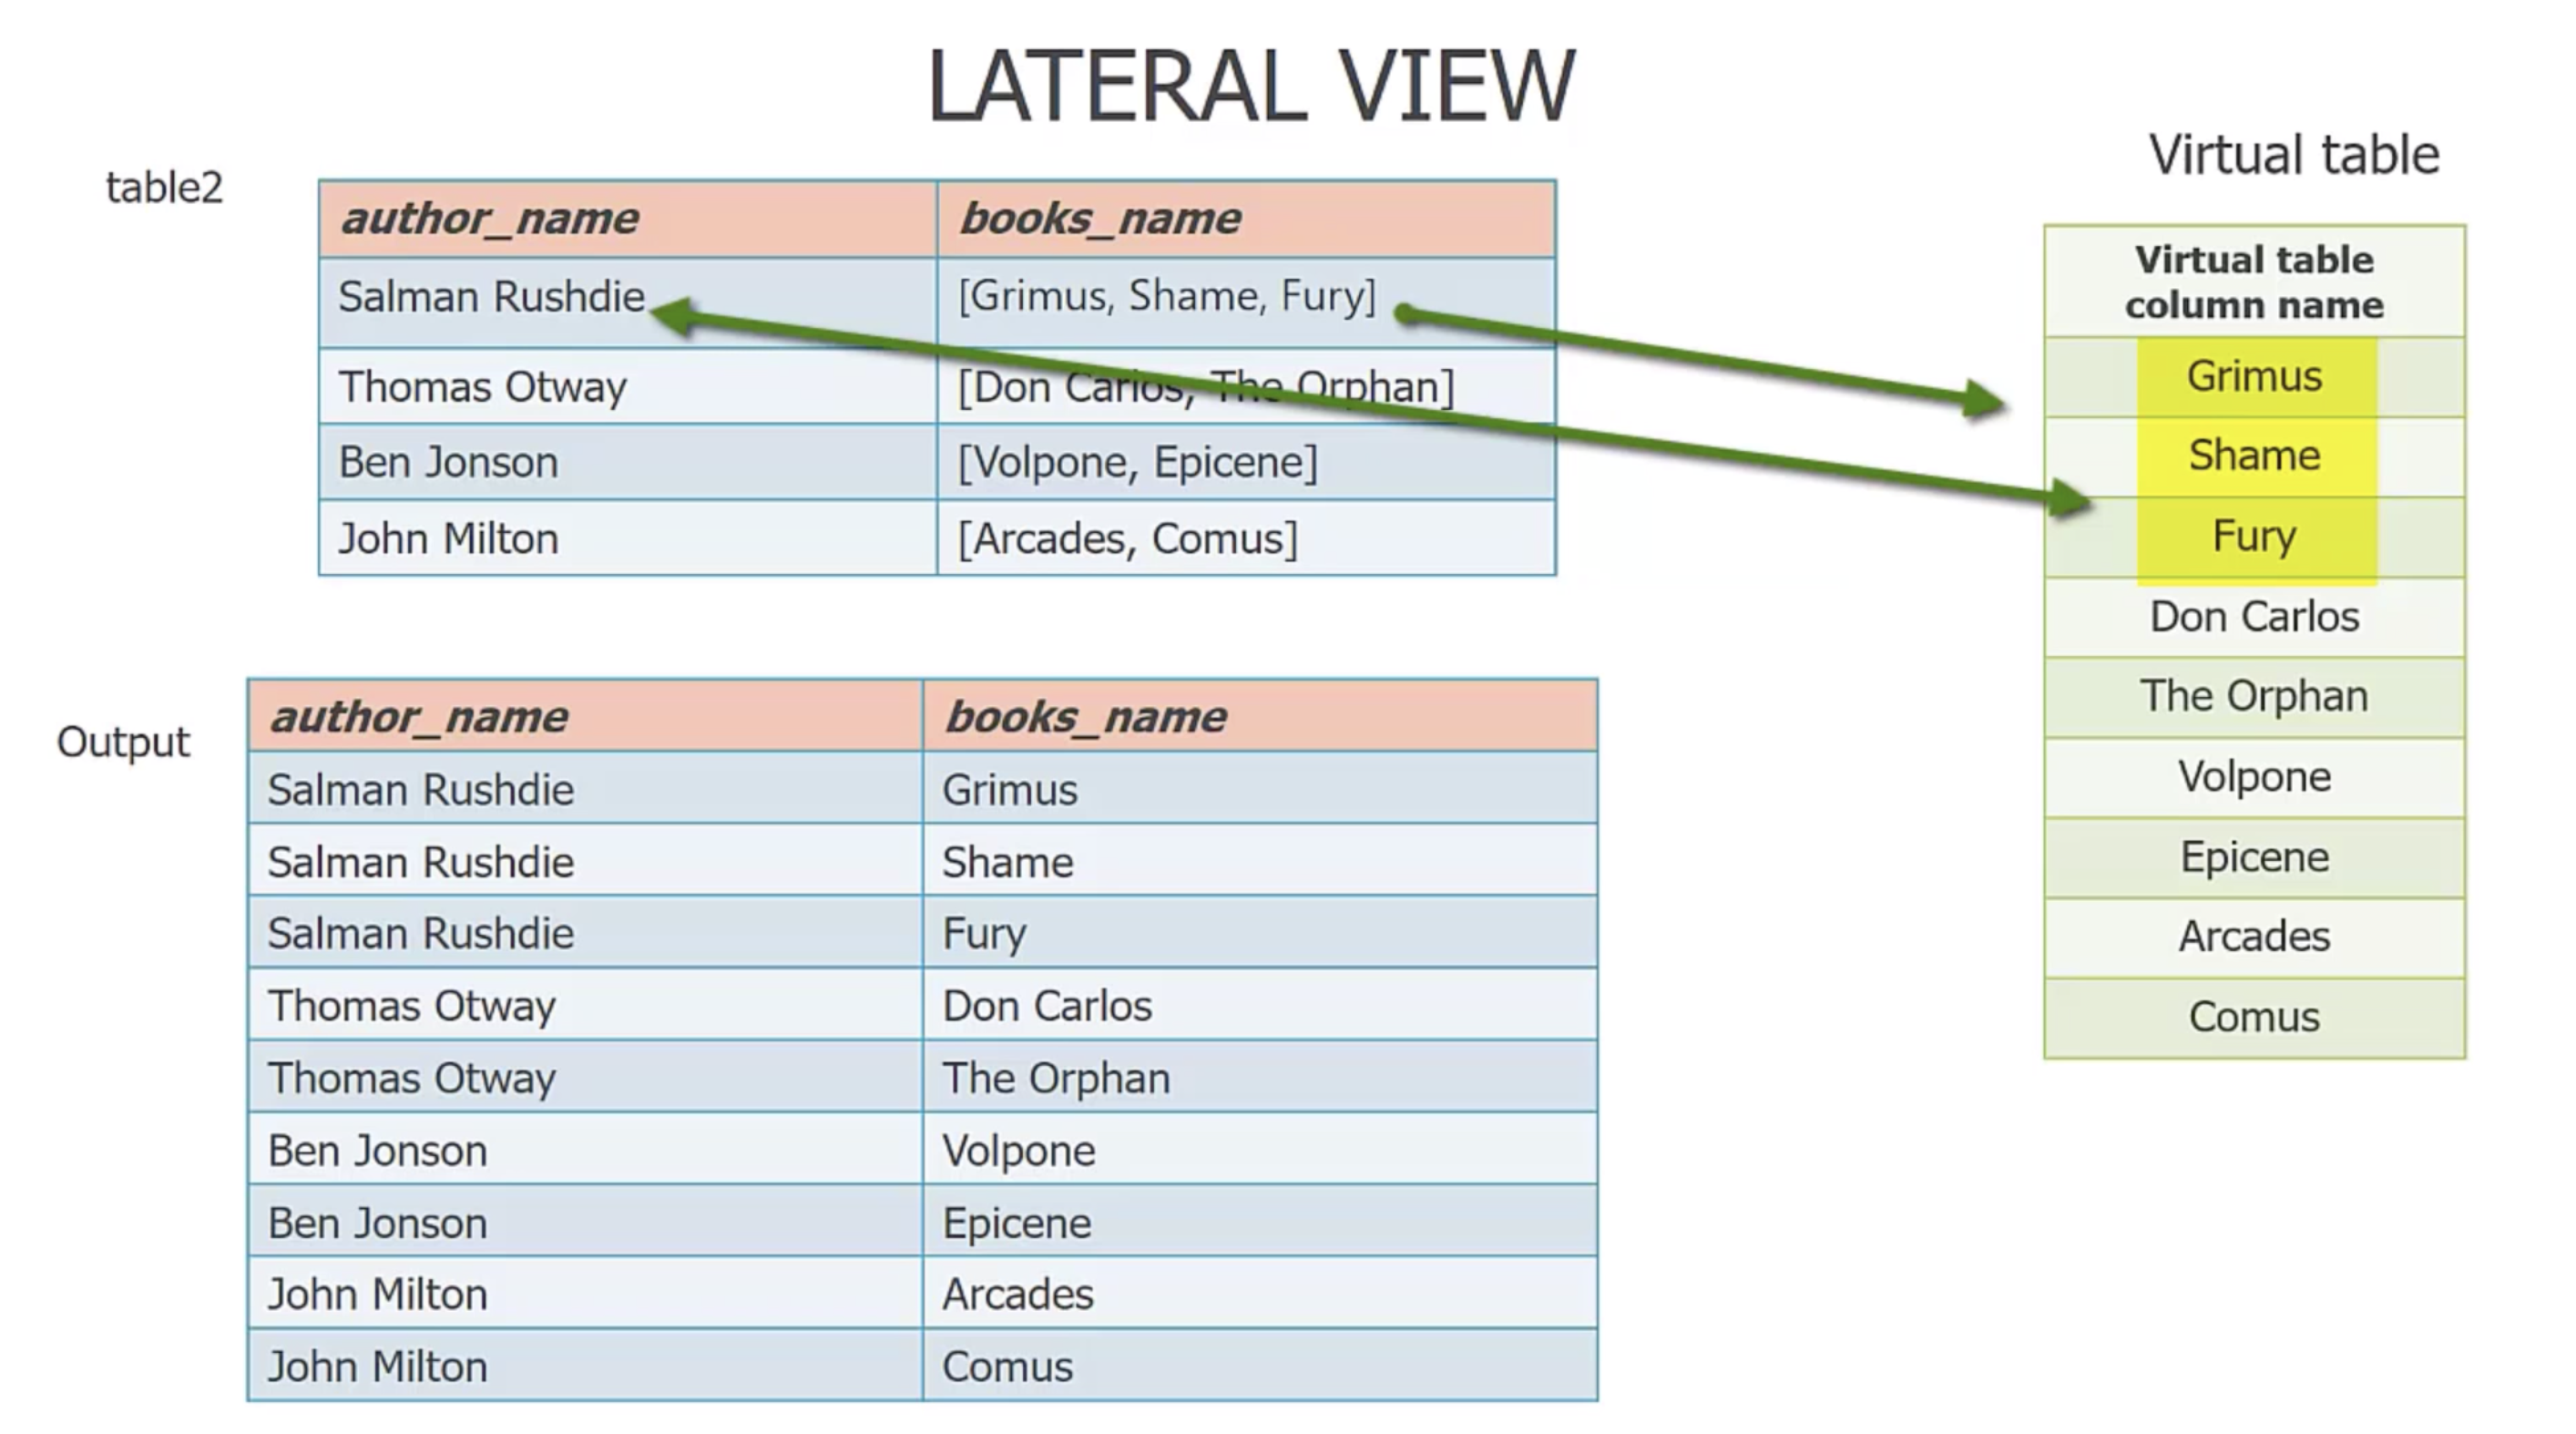 LATERAL VIEW
table2
author_name books_name
Salman Rushdie [Grimus, Shame, Fury]
Thomas Otway [Don Carlos, The Orphan]
Ben Jonson [Volpone, Epicene]
John Milton [Arcades, Comus]
Virtual table
Virtual table
column name
Grimus
Shame
Fury
Don Carlos
The Orphan
Volpone
Epicene
Arcades
Comus
Output
author_name books_name
Salman Rushdie Grimus
Salman Rushdie Shame
Salman Rushdie Fury
Thomas Otway Don Carlos
Thomas Otway The Orphan
Ben Jonson Volpone
Ben Jonson Epicene
John Milton Arcades
John Milton Comus